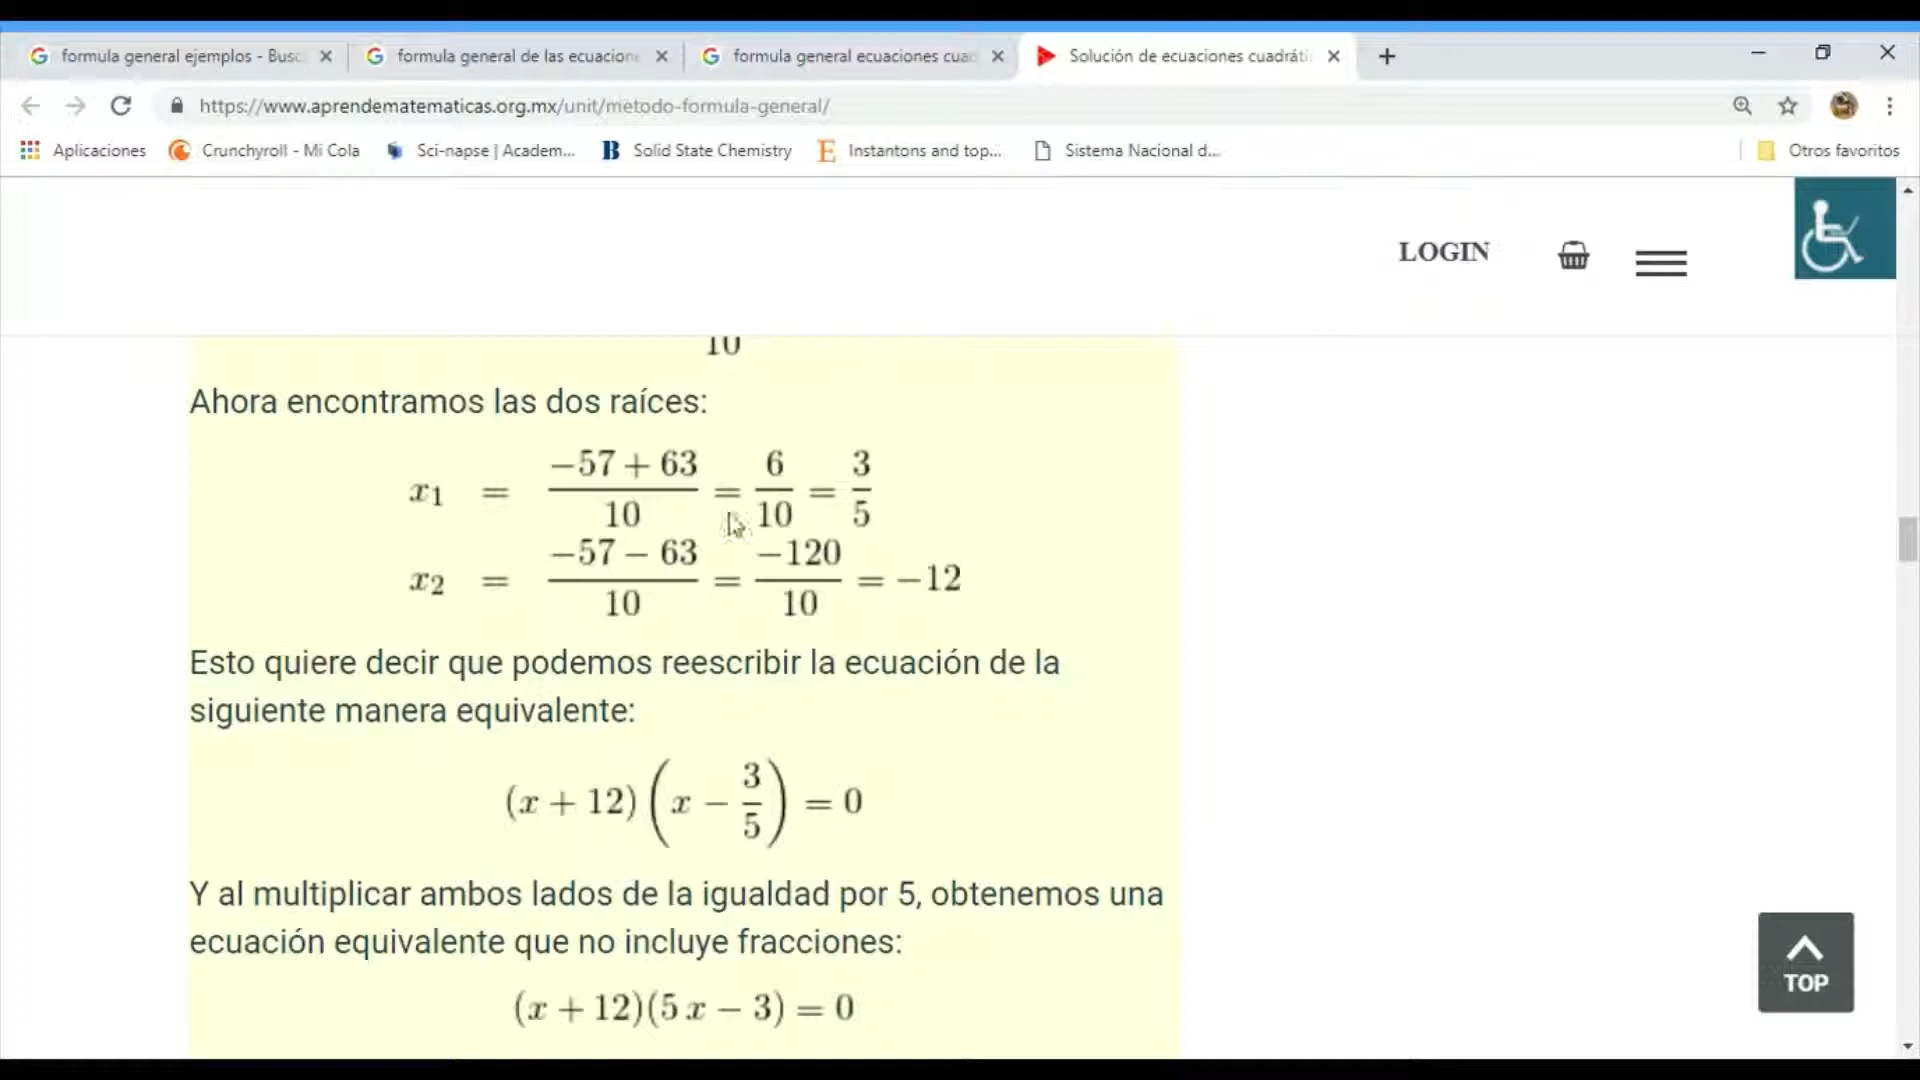 formula general ejemplos - Busc
formula general de las ecuacione
formula general ecuaciones cuad
Solución de ecuaciones cuadráti
https://www.aprendematematicas.org.mx/unit/metodo-formula-general/
Aplicaciones
Crunchyroll - Mi Cola
Sci-napse | Academ...
Solid State Chemistry
Instantons and top...
Sistema Nacional d...
Otros favoritos
LOGIN
10
Ahora encontramos las dos raíces:
x₁ = (−57 + 63)/10 = 6/10 = 3/5
x₂ = (−57 − 63)/10 = −120/10 = −12
Esto quiere decir que podemos reescribir la ecuación de la
siguiente manera equivalente:
(x + 12)(x − 3/5) = 0
Y al multiplicar ambos lados de la igualdad por 5, obtenemos una
ecuación equivalente que no incluye fracciones:
(x + 12)(5 x − 3) = 0
TOP